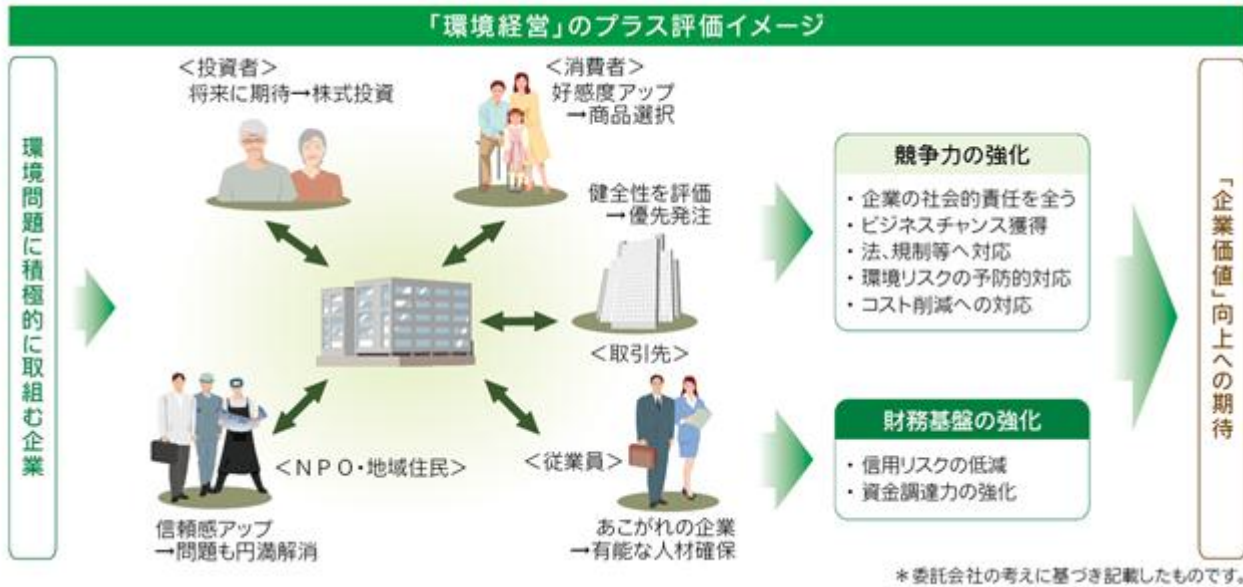 「環境経営」のプラス評価イメージ
環境問題に積極的に取組む企業
＜投資者＞
将来に期待→株式投資
＜消費者＞
好感度アップ
→商品選択
健全性を評価
→優先発注
＜取引先＞
＜NPO・地域住民＞
信頼感アップ
→問題も円満解消
＜従業員＞
あこがれの企業
→有能な人材確保
競争力の強化
・企業の社会的責任を全う
・ビジネスチャンス獲得
・法、規制等へ対応
・環境リスクの予防的対応
・コスト削減への対応
財務基盤の強化
・信用リスクの低減
・資金調達力の強化
「企業価値」向上への期待
＊委託会社の考えに基づき記載したものです。